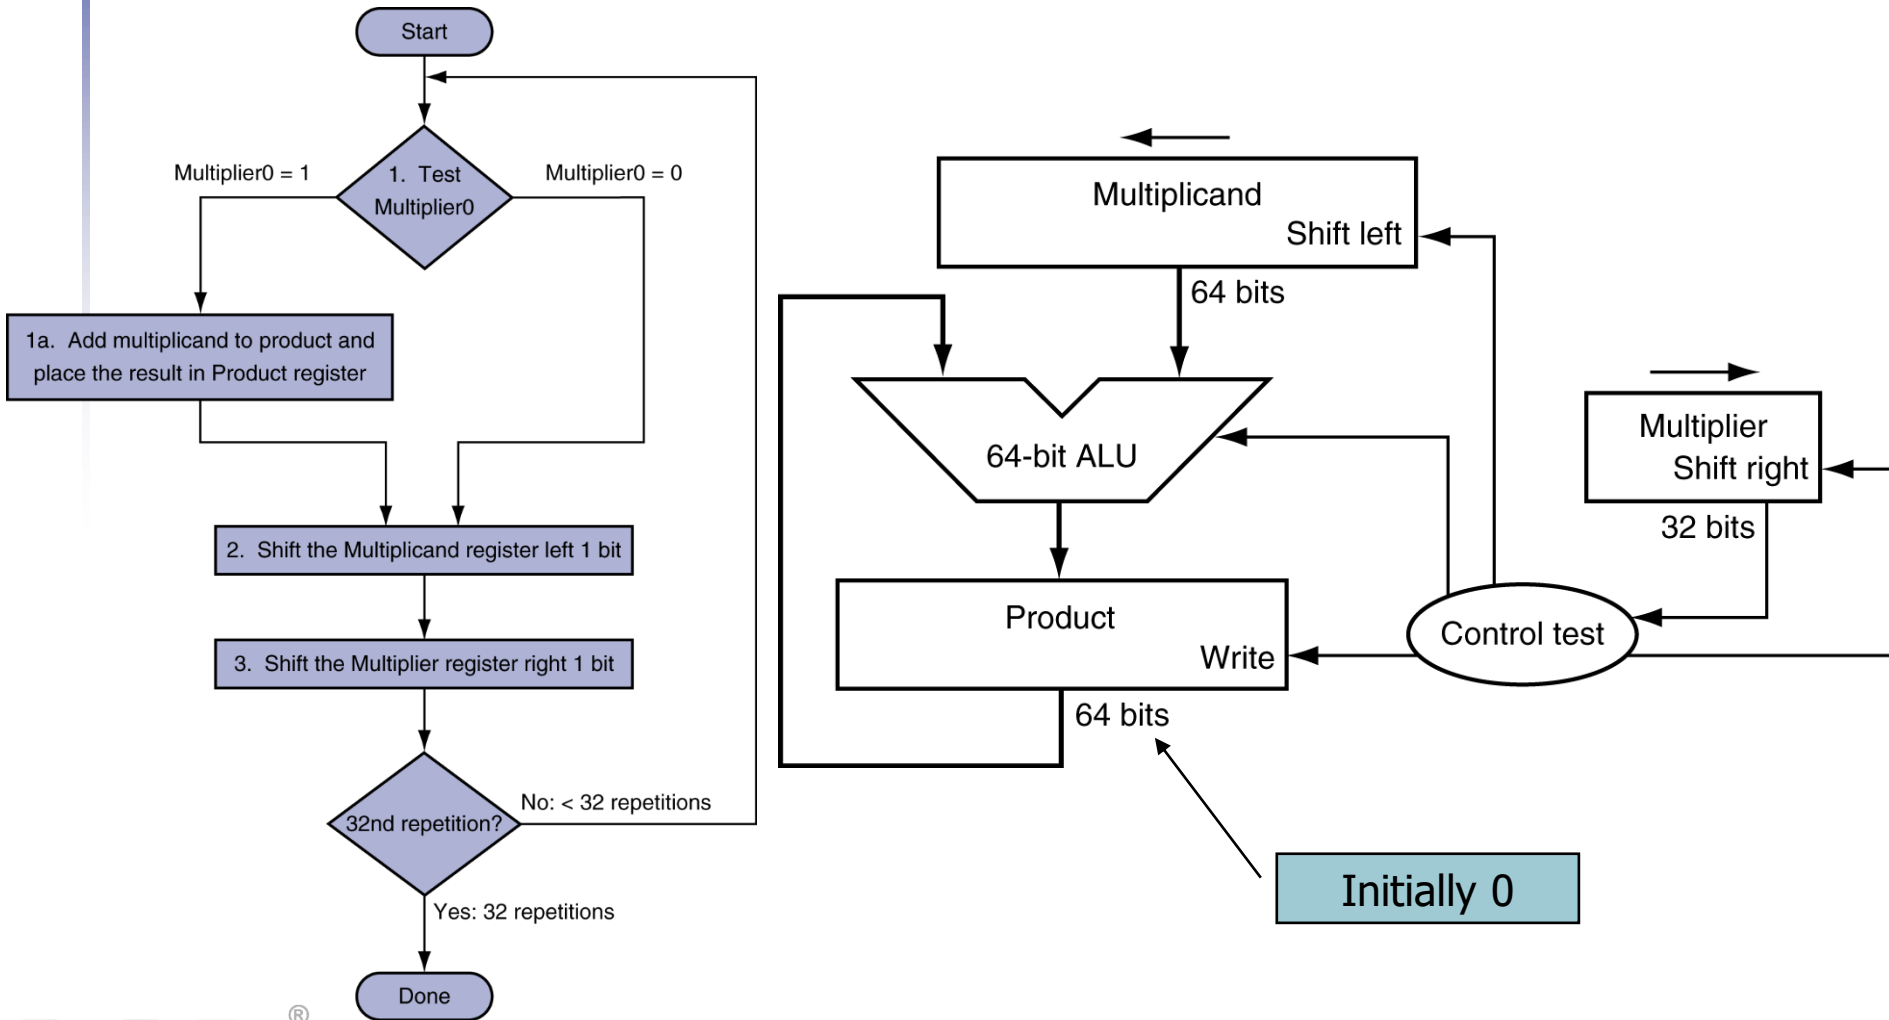 Start
Multiplier0 = 1
1. Test
Multiplier0
Multiplier0 = 0
1a. Add multiplicand to product and
place the result in Product register
2. Shift the Multiplicand register left 1 bit
3. Shift the Multiplier register right 1 bit
32nd repetition?
No: < 32 repetitions
Yes: 32 repetitions
Done
®
Multiplicand
Shift left
64 bits
64-bit ALU
Multiplier
Shift right
32 bits
Product
Write
Control test
64 bits
Initially 0